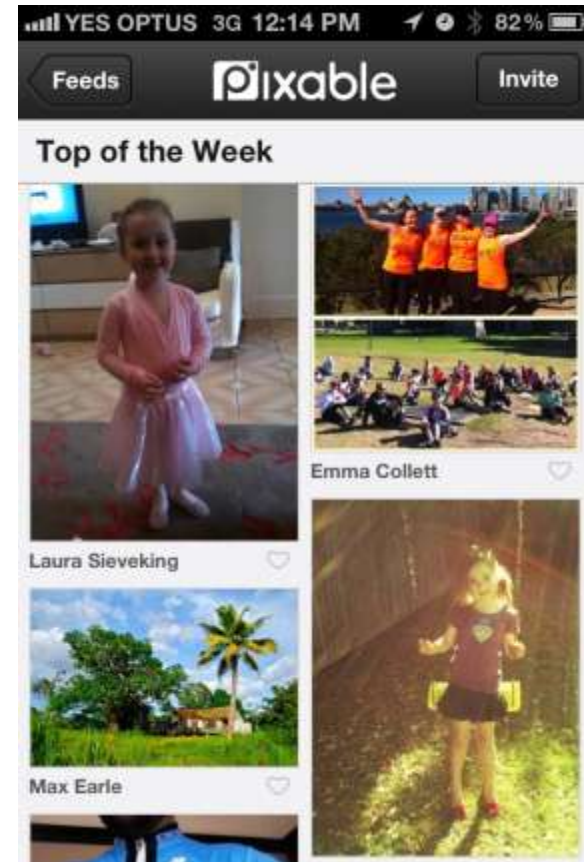 YES OPTUS 3G 12:14 PM 82%
Feeds
Pixable
Invite
Top of the Week
Laura Sieveking
Emma Collett
Max Earle